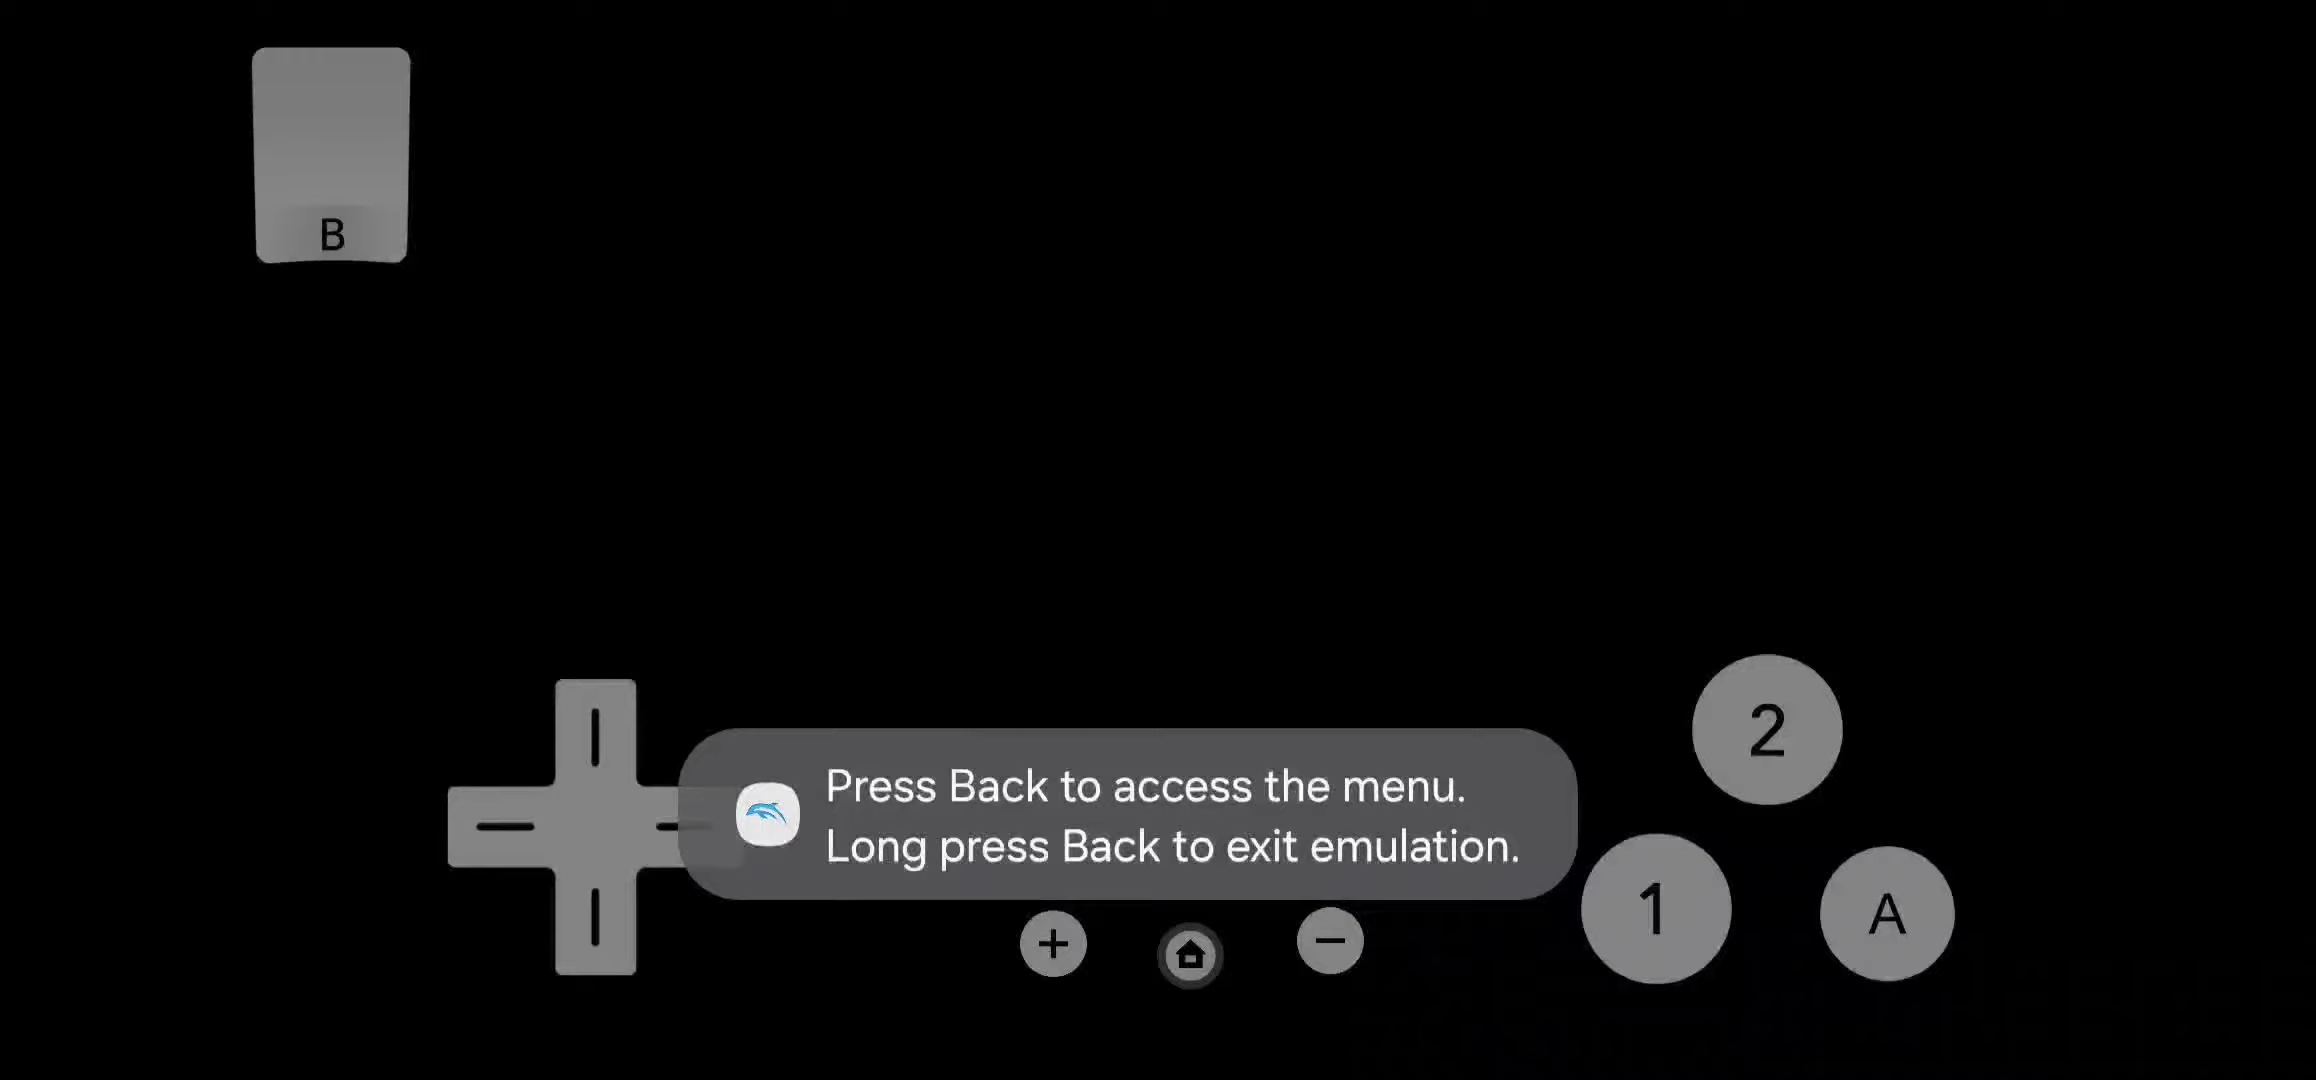 B
2
Press Back to access the menu.
Long press Back to exit emulation.
1
A
+
−